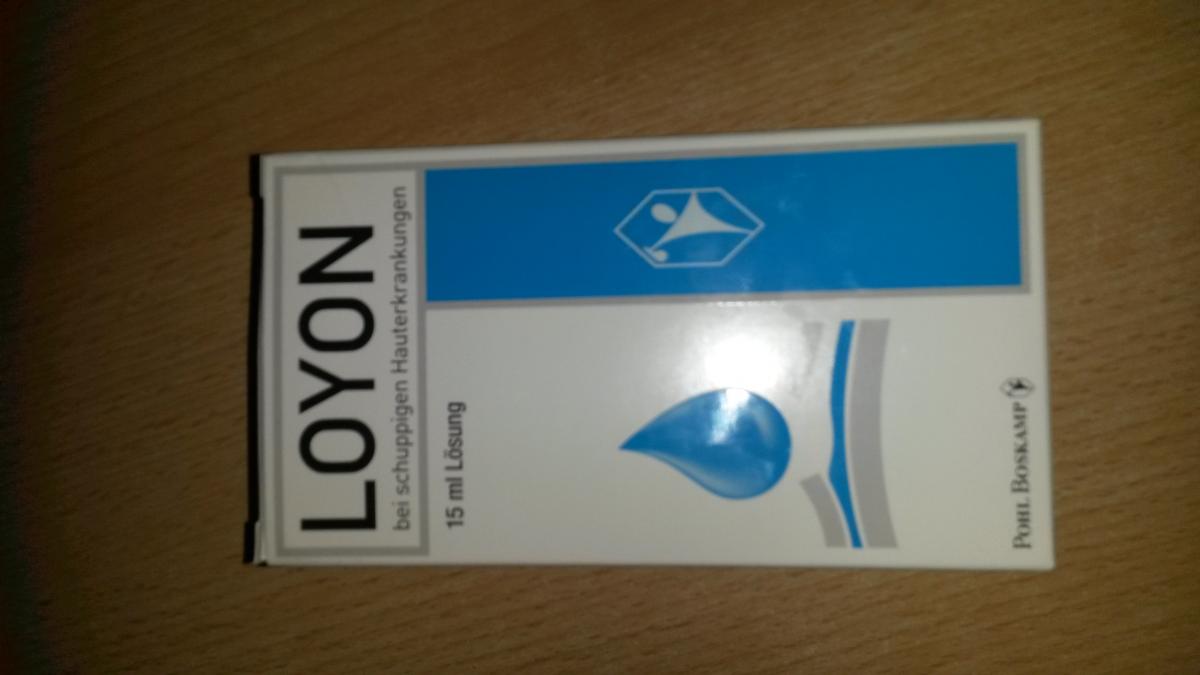 LOYON
bei schuppigen Hauterkrankungen
15 ml Lösung
POHL BOSKAMP